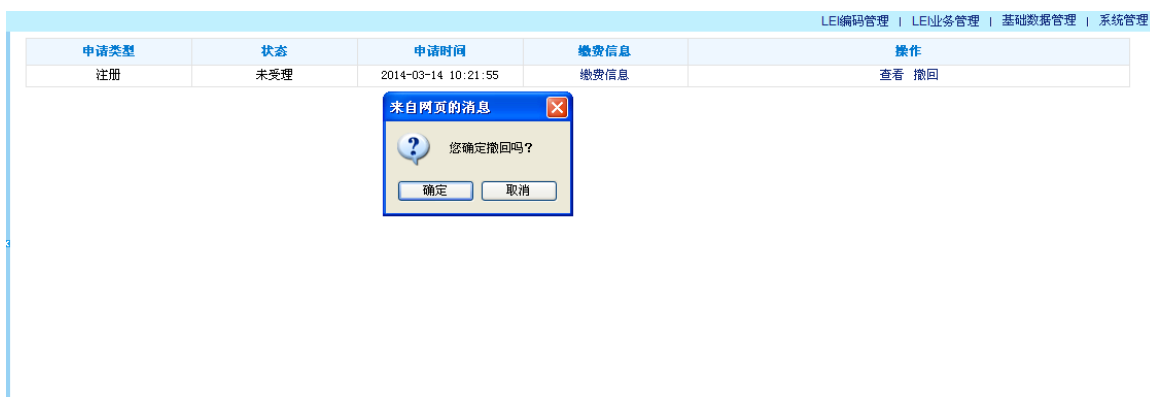 LEI编码管理 | LEI业务管理 | 基础数据管理 | 系统管理
申请类型 状态 申请时间 缴费信息 操作
注册 未受理 2014-03-14 10:21:55 缴费信息 查看 撤回
来自网页的消息
您确定撤回吗?
确定 取消